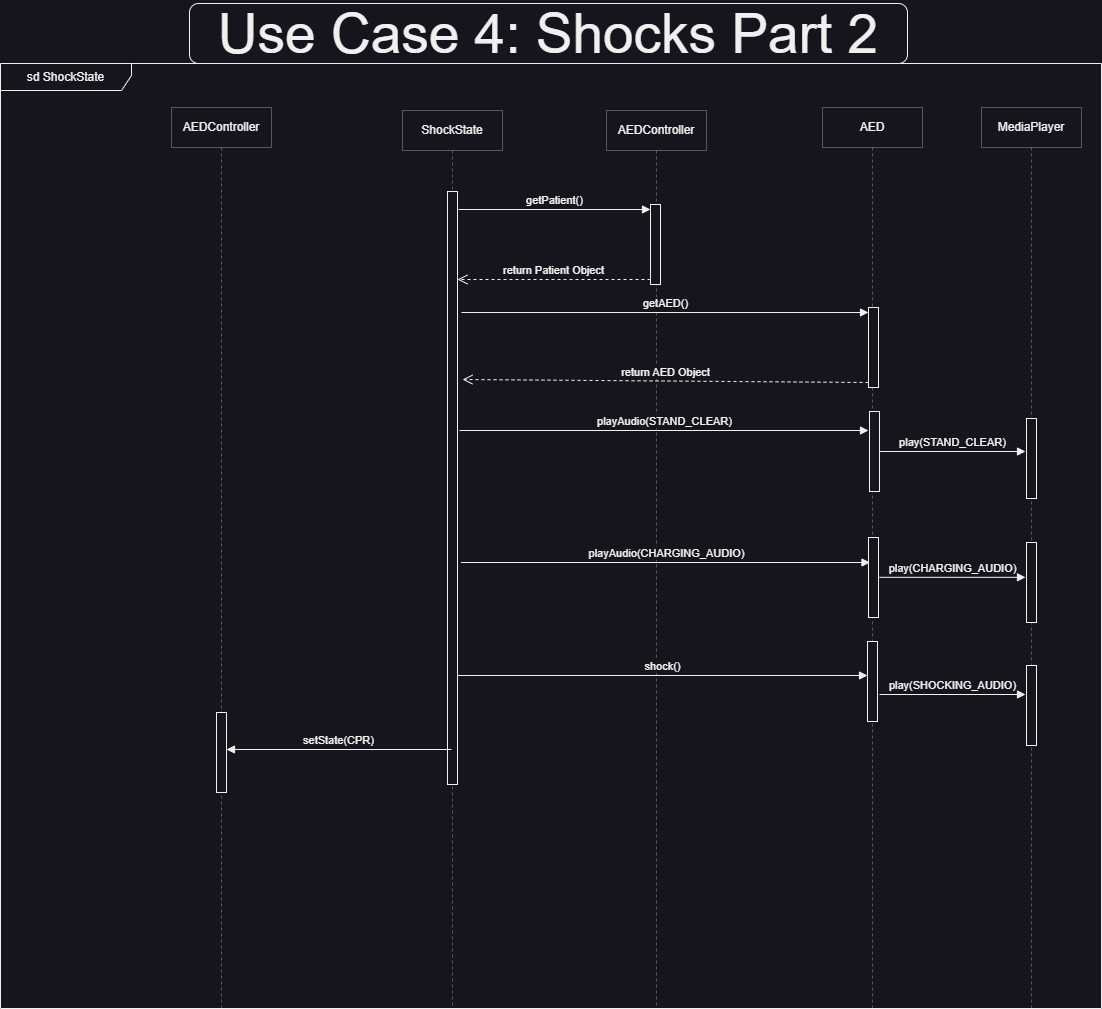 Use Case 4: Shocks Part 2
sd ShockState
AEDController
ShockState
AEDController
AED
MediaPlayer
getPatient()
return Patient Object
getAED()
return AED Object
playAudio(STAND_CLEAR)
play(STAND_CLEAR)
playAudio(CHARGING_AUDIO)
play(CHARGING_AUDIO)
shock()
play(SHOCKING_AUDIO)
setState(CPR)